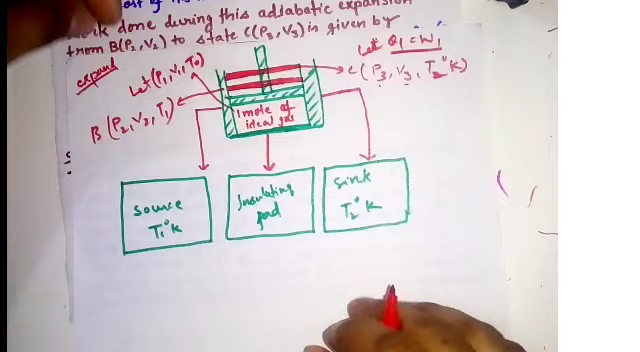 work done during this adiabatic expansion
from B(P2,V2) to state C(P3,V3) is given by
expand
Let (P1,V1,T0)
Let Q1 = W1
C(P3,V3,T2°K)
B(P2,V2,T1)
1 mole of
ideal gas
source
T1°K
Insulating
pad
sink
T2°K